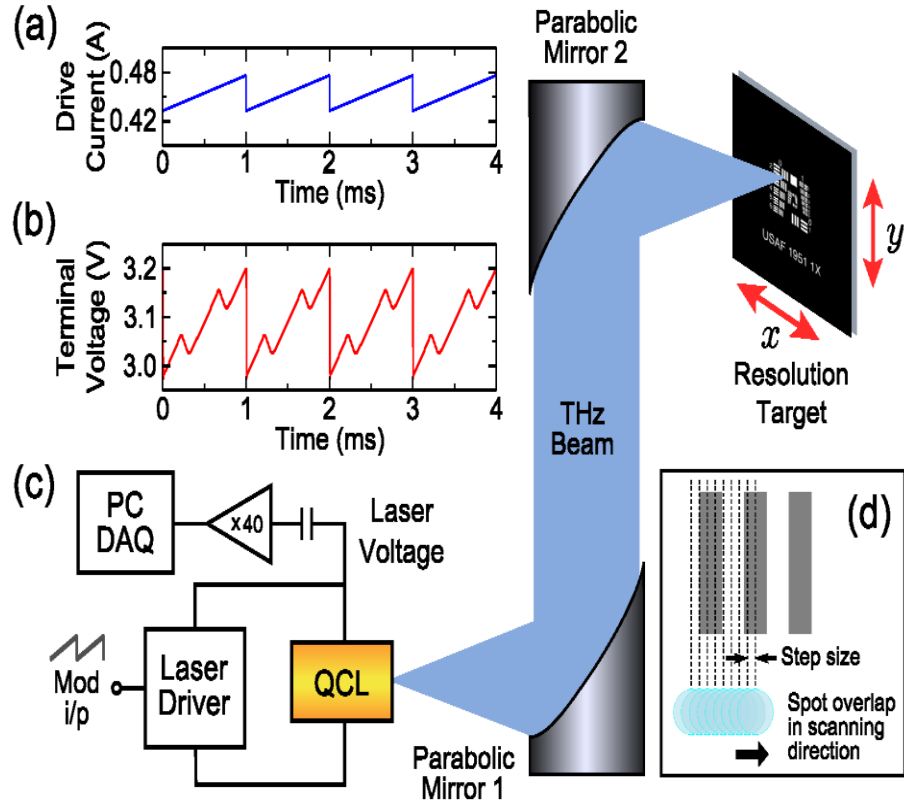 (a)
Drive
Current (A)
0.48
0.42
0 1 2 3 4
Time (ms)
(b)
Terminal
Voltage (V)
3.2
3.1
3.0
0 1 2 3 4
Time (ms)
Parabolic
Mirror 2
USAF 1951 1X
y
x
Resolution
Target
THz
Beam
(c)
PC
DAQ
×40
Laser
Voltage
Mod
i/p
Laser
Driver
QCL
Parabolic
Mirror 1
(d)
Step size
Spot overlap
in scanning
direction